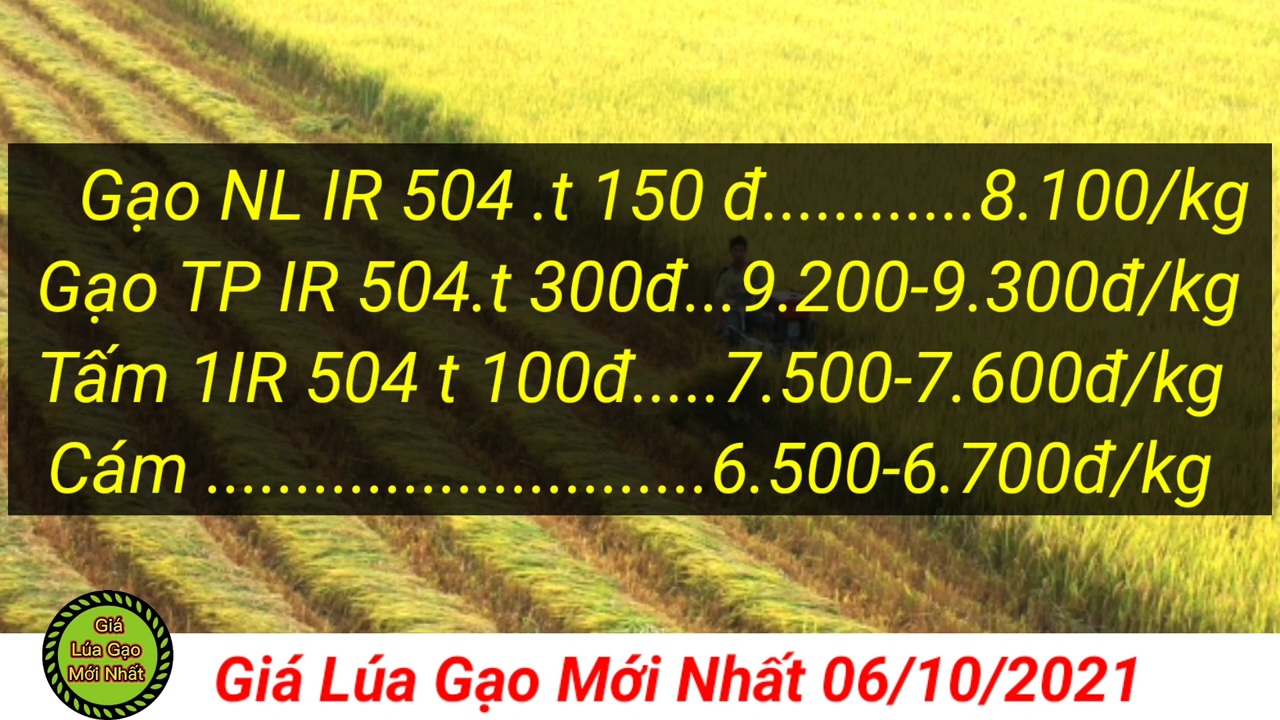 Gạo NL IR 504 .t 150 đ............8.100/kg
Gạo TP IR 504.t 300đ...9.200-9.300đ/kg
Tấm 1IR 504 t 100đ.....7.500-7.600đ/kg
Cám ............................6.500-6.700đ/kg
Giá
Lúa Gạo
Mới Nhất
Giá Lúa Gạo Mới Nhất 06/10/2021